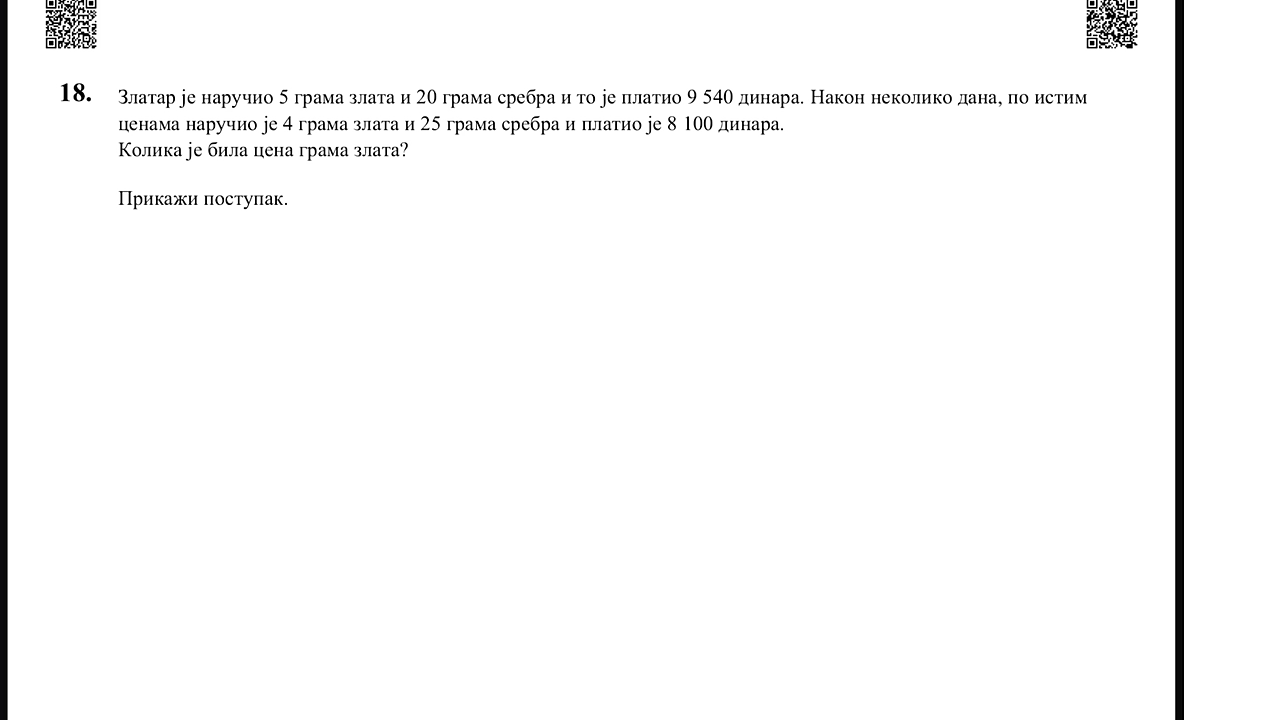 18. Златар је наручио 5 грама злата и 20 грама сребра и то је платио 9 540 динара. Након неколико дана, по истим
ценама наручио је 4 грама злата и 25 грама сребра и платио је 8 100 динара.
Колика је била цена грама злата?
Прикажи поступак.